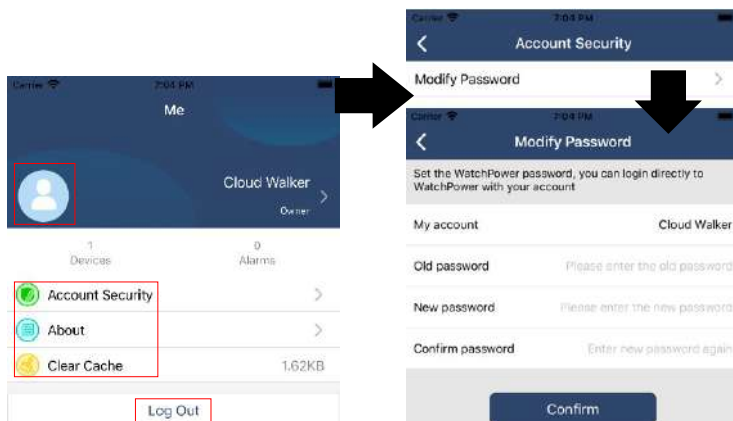 Carrier 7:04 PM
Me
Cloud Walker
Owner
1
Devices
0
Alarms
Account Security
About
Clear Cache 1.62KB
Log Out
Carrier 7:04 PM
Account Security
Modify Password
Carrier 7:04 PM
Modify Password
Set the WatchPower password, you can login directly to
WatchPower with your account
My account Cloud Walker
Old password Please enter the old password
New password Please enter the new password
Confirm password Enter new password again
Confirm